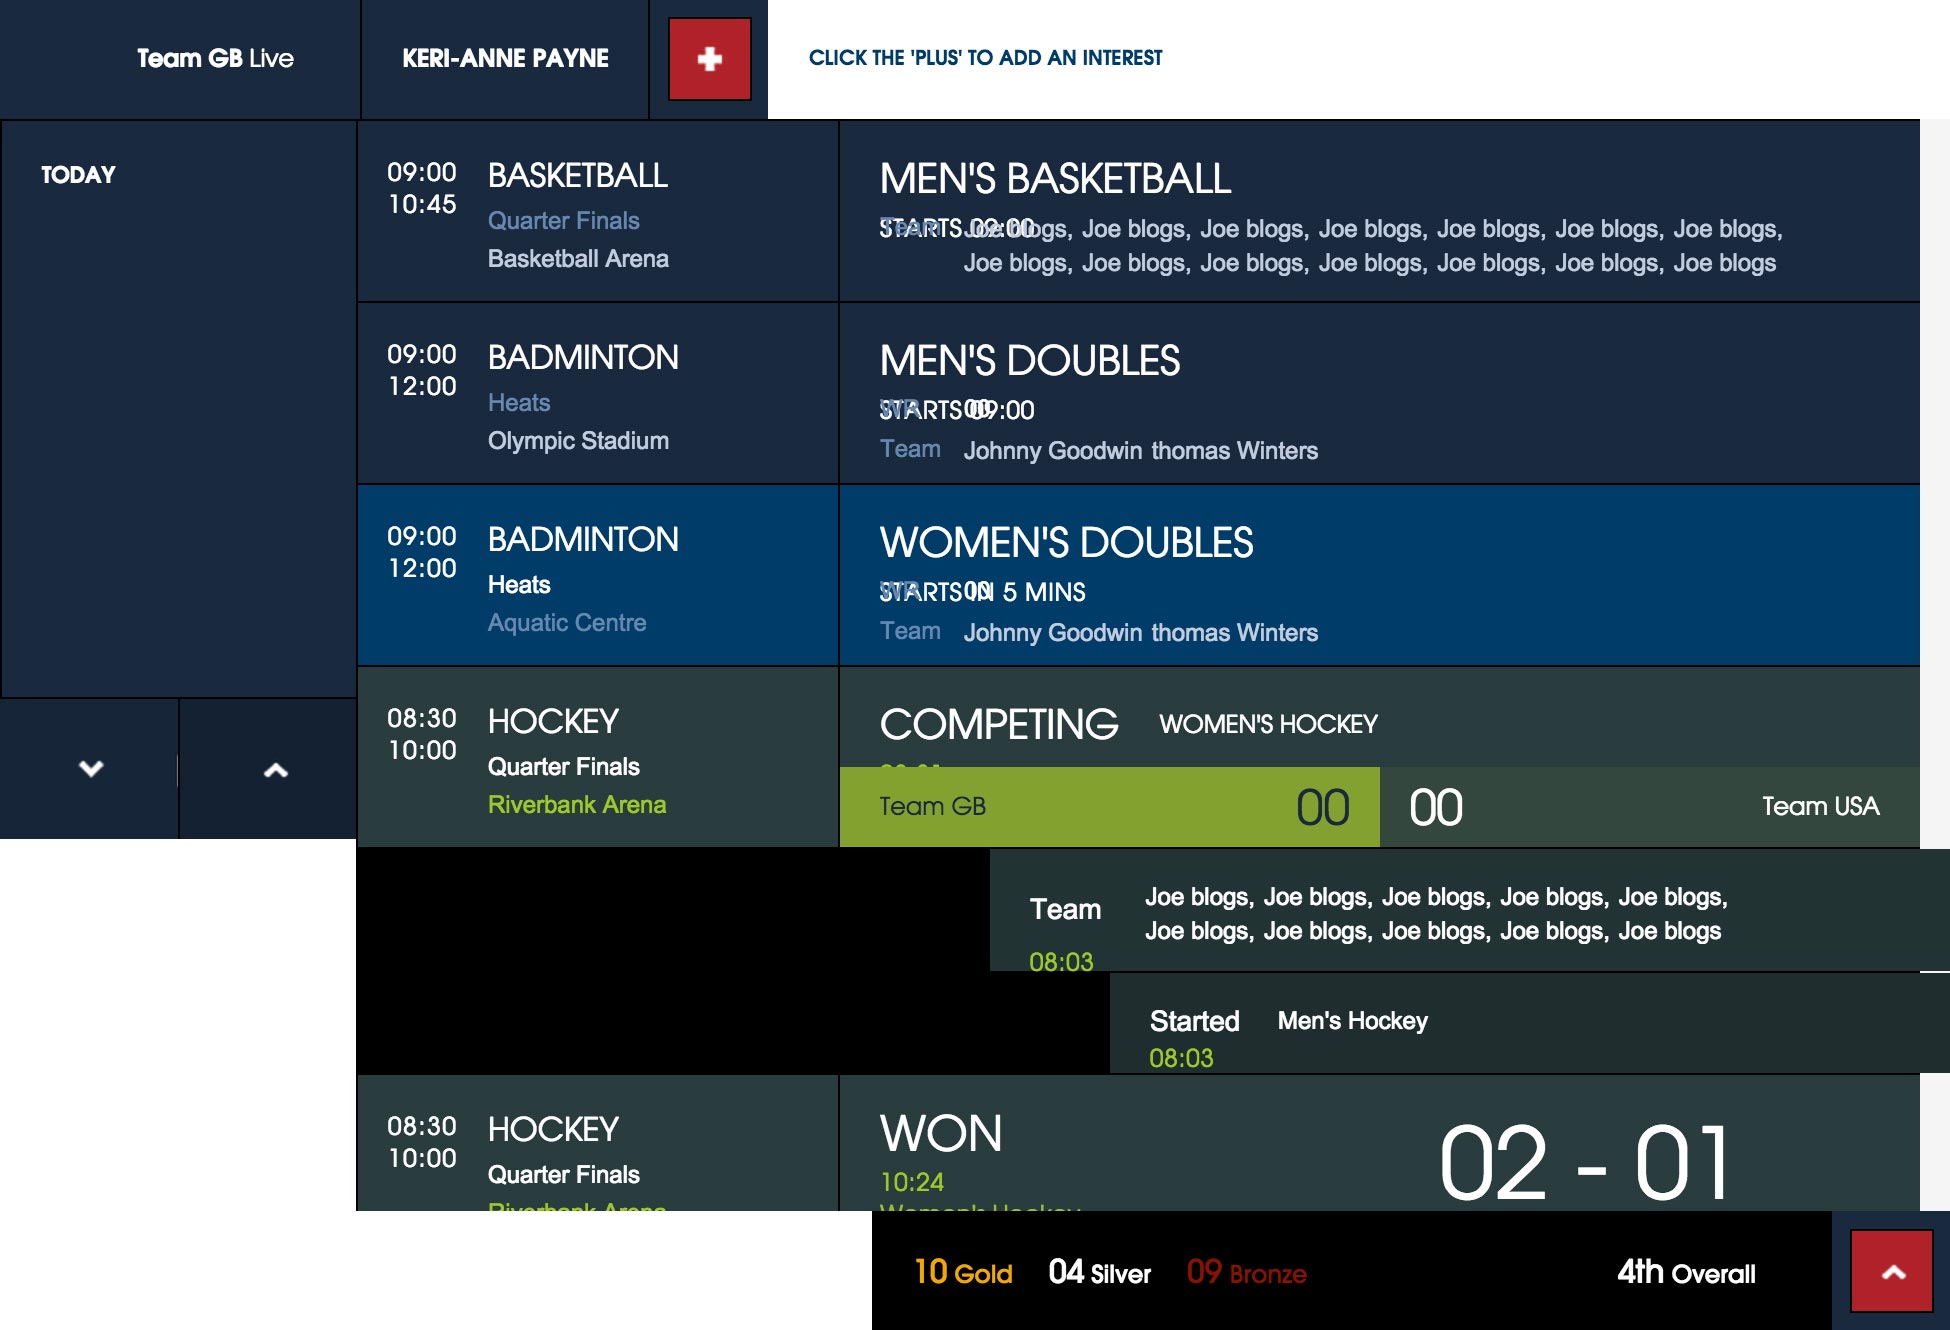 Team GB Live
KERI-ANNE PAYNE
CLICK THE 'PLUS' TO ADD AN INTEREST
TODAY
09:00
10:45
BASKETBALL
Quarter Finals
Basketball Arena
MEN'S BASKETBALL
STARTS 09:00
Team Joe blogs, Joe blogs, Joe blogs, Joe blogs, Joe blogs, Joe blogs, Joe blogs,
Joe blogs, Joe blogs, Joe blogs, Joe blogs, Joe blogs, Joe blogs, Joe blogs
09:00
12:00
BADMINTON
Heats
Olympic Stadium
MEN'S DOUBLES
STARTS 09:00
WR 00
Team Johnny Goodwin thomas Winters
09:00
12:00
BADMINTON
Heats
Aquatic Centre
WOMEN'S DOUBLES
STARTS IN 5 MINS
WR 00
Team Johnny Goodwin thomas Winters
08:30
10:00
HOCKEY
Quarter Finals
Riverbank Arena
COMPETING WOMEN'S HOCKEY
Team GB 00 00 Team USA
Team Joe blogs, Joe blogs, Joe blogs, Joe blogs, Joe blogs,
Joe blogs, Joe blogs, Joe blogs, Joe blogs, Joe blogs
08:03
Started Men's Hockey
08:03
08:30
10:00
HOCKEY
Quarter Finals
Riverbank Arena
WON
10:24
Women's Hockey
02 - 01
10 Gold 04 Silver 09 Bronze 4th Overall